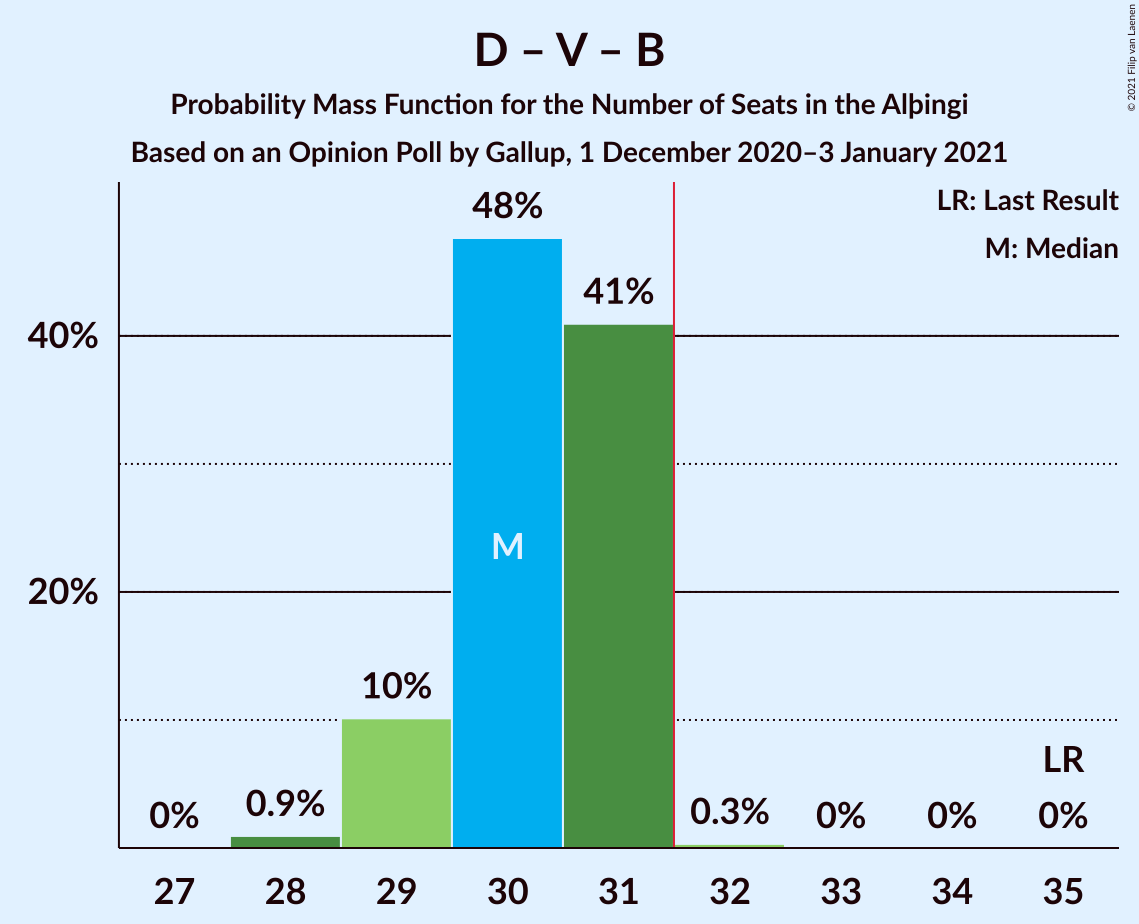 D – V – B
Probability Mass Function for the Number of Seats in the Alþingi
Based on an Opinion Poll by Gallup, 1 December 2020–3 January 2021
© 2021 Filip van Laenen
LR: Last Result
M: Median
48%
41%
40%
M
20%
10%
LR
0%
0.9%
0.3%
0%
0%
0%
27 28 29 30 31 32 33 34 35